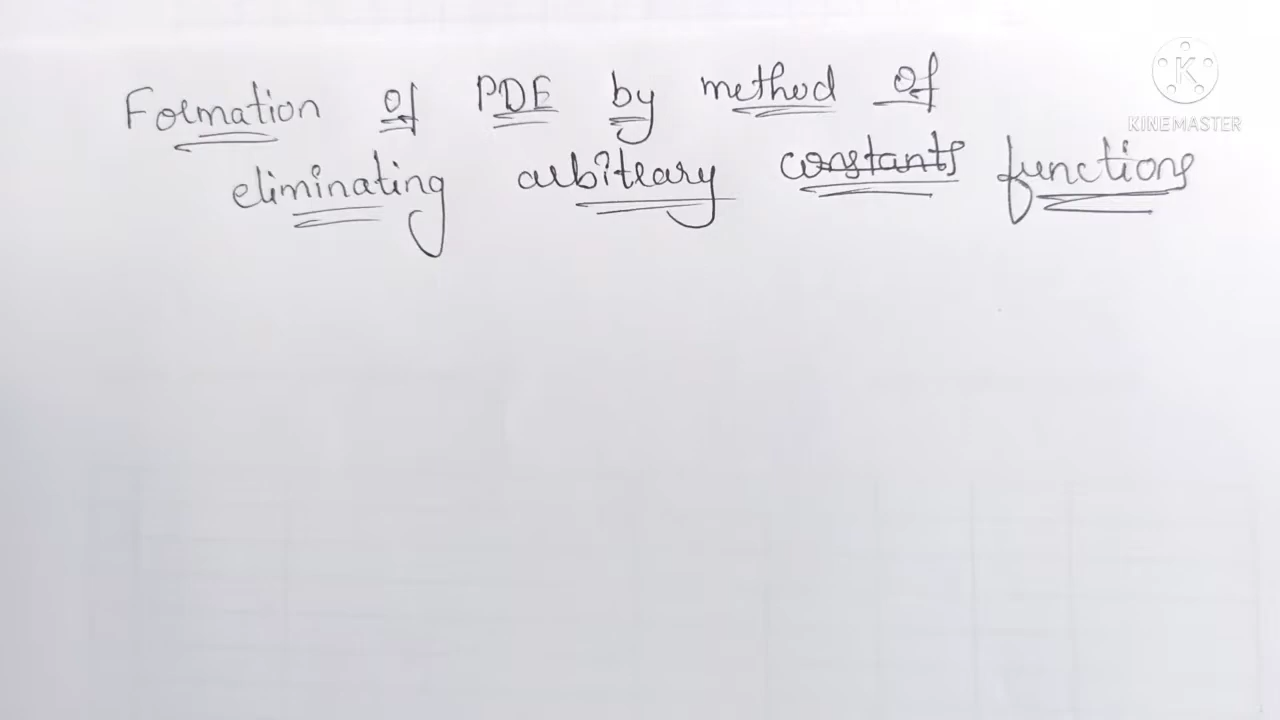 Formation of PDE by method of
KINEMASTER
eliminating arbitrary constants functions